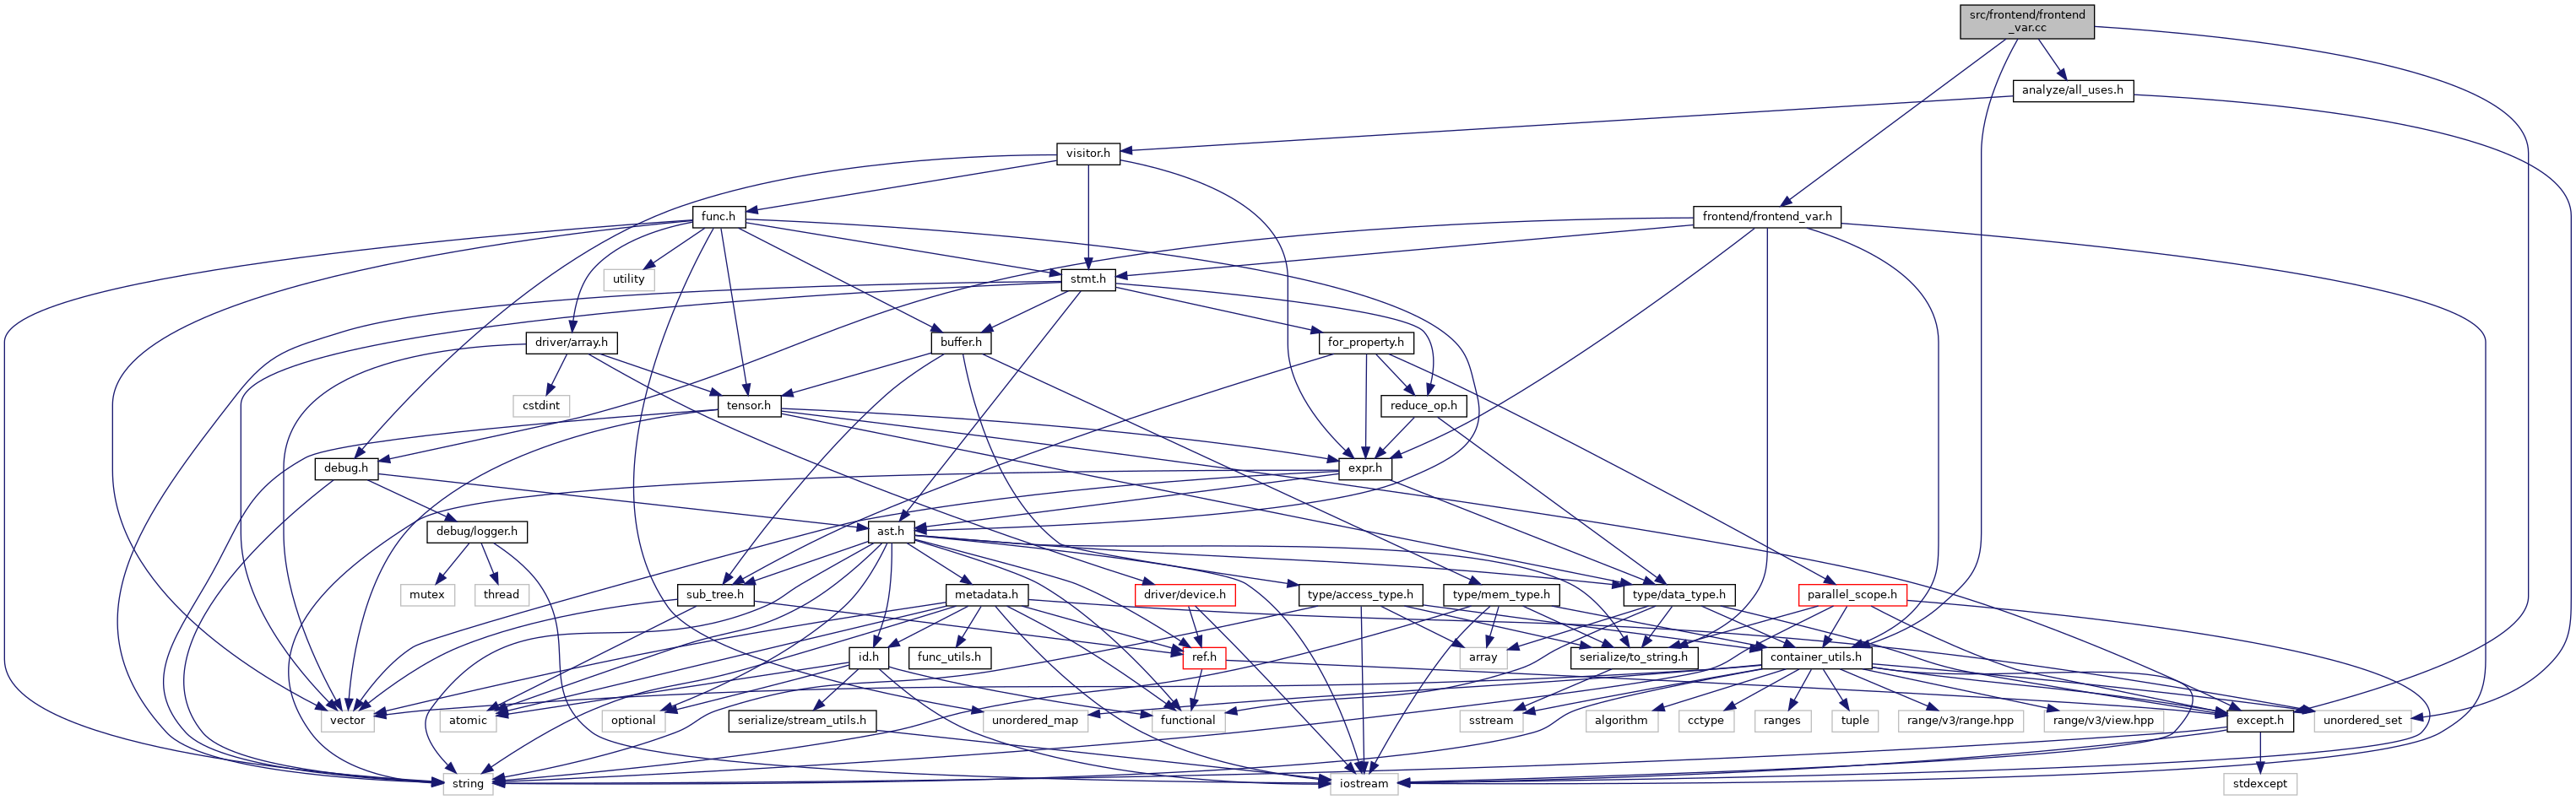 src/frontend/frontend
_var.cc
analyze/all_uses.h
visitor.h
func.h
frontend/frontend_var.h
utility
stmt.h
driver/array.h
buffer.h
for_property.h
cstdint
tensor.h
reduce_op.h
debug.h
expr.h
debug/logger.h
ast.h
mutex
thread
sub_tree.h
metadata.h
driver/device.h
type/access_type.h
type/mem_type.h
type/data_type.h
parallel_scope.h
id.h
func_utils.h
ref.h
array
serialize/to_string.h
container_utils.h
vector
atomic
optional
serialize/stream_utils.h
unordered_map
functional
sstream
algorithm
cctype
ranges
tuple
range/v3/range.hpp
range/v3/view.hpp
except.h
unordered_set
string
iostream
stdexcept